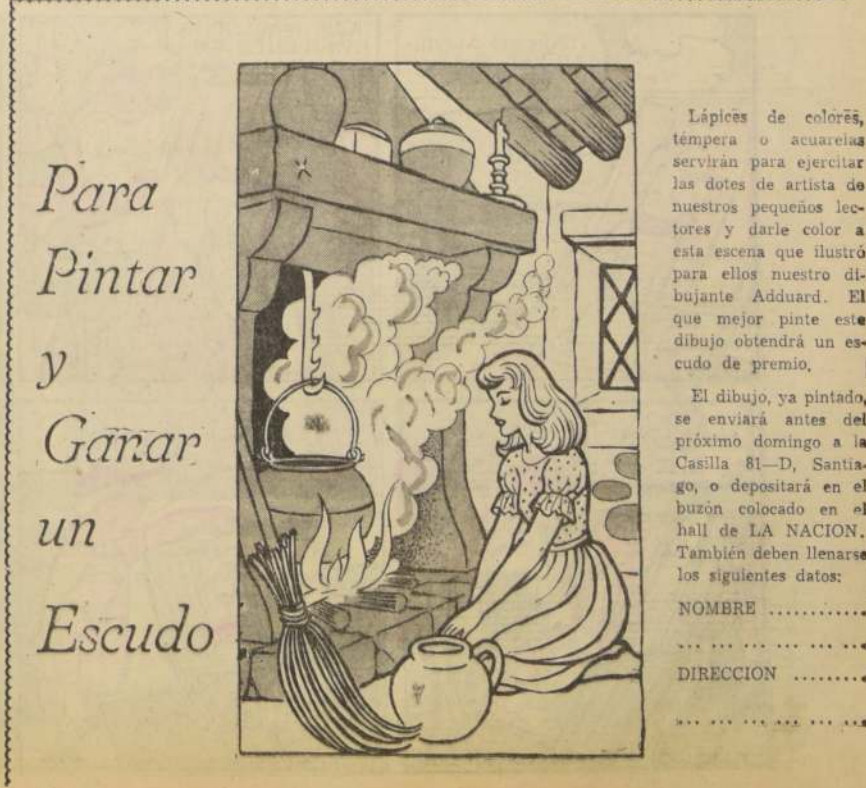 Para
Pintar
y
Ganar
un
Escudo
Lápices de colores,
témpera o acuarelas
servirán para ejercitar
las dotes de artista de
nuestros pequeños lec-
tores y darle color a
esta escena que ilustró
para ellos nuestro di-
bujante Adduard. El
que mejor pinte este
dibujo obtendrá un es-
cudo de premio.
El dibujo, ya pintado,
se enviará antes del
próximo domingo a la
Casilla 81—D, Santia-
go, o depositará en el
buzón colocado en el
hall de LA NACION.
También deben llenarse
los siguientes datos:
NOMBRE ............
... ... ... ... ... ...
DIRECCION ........
... ... ... ... ... ...